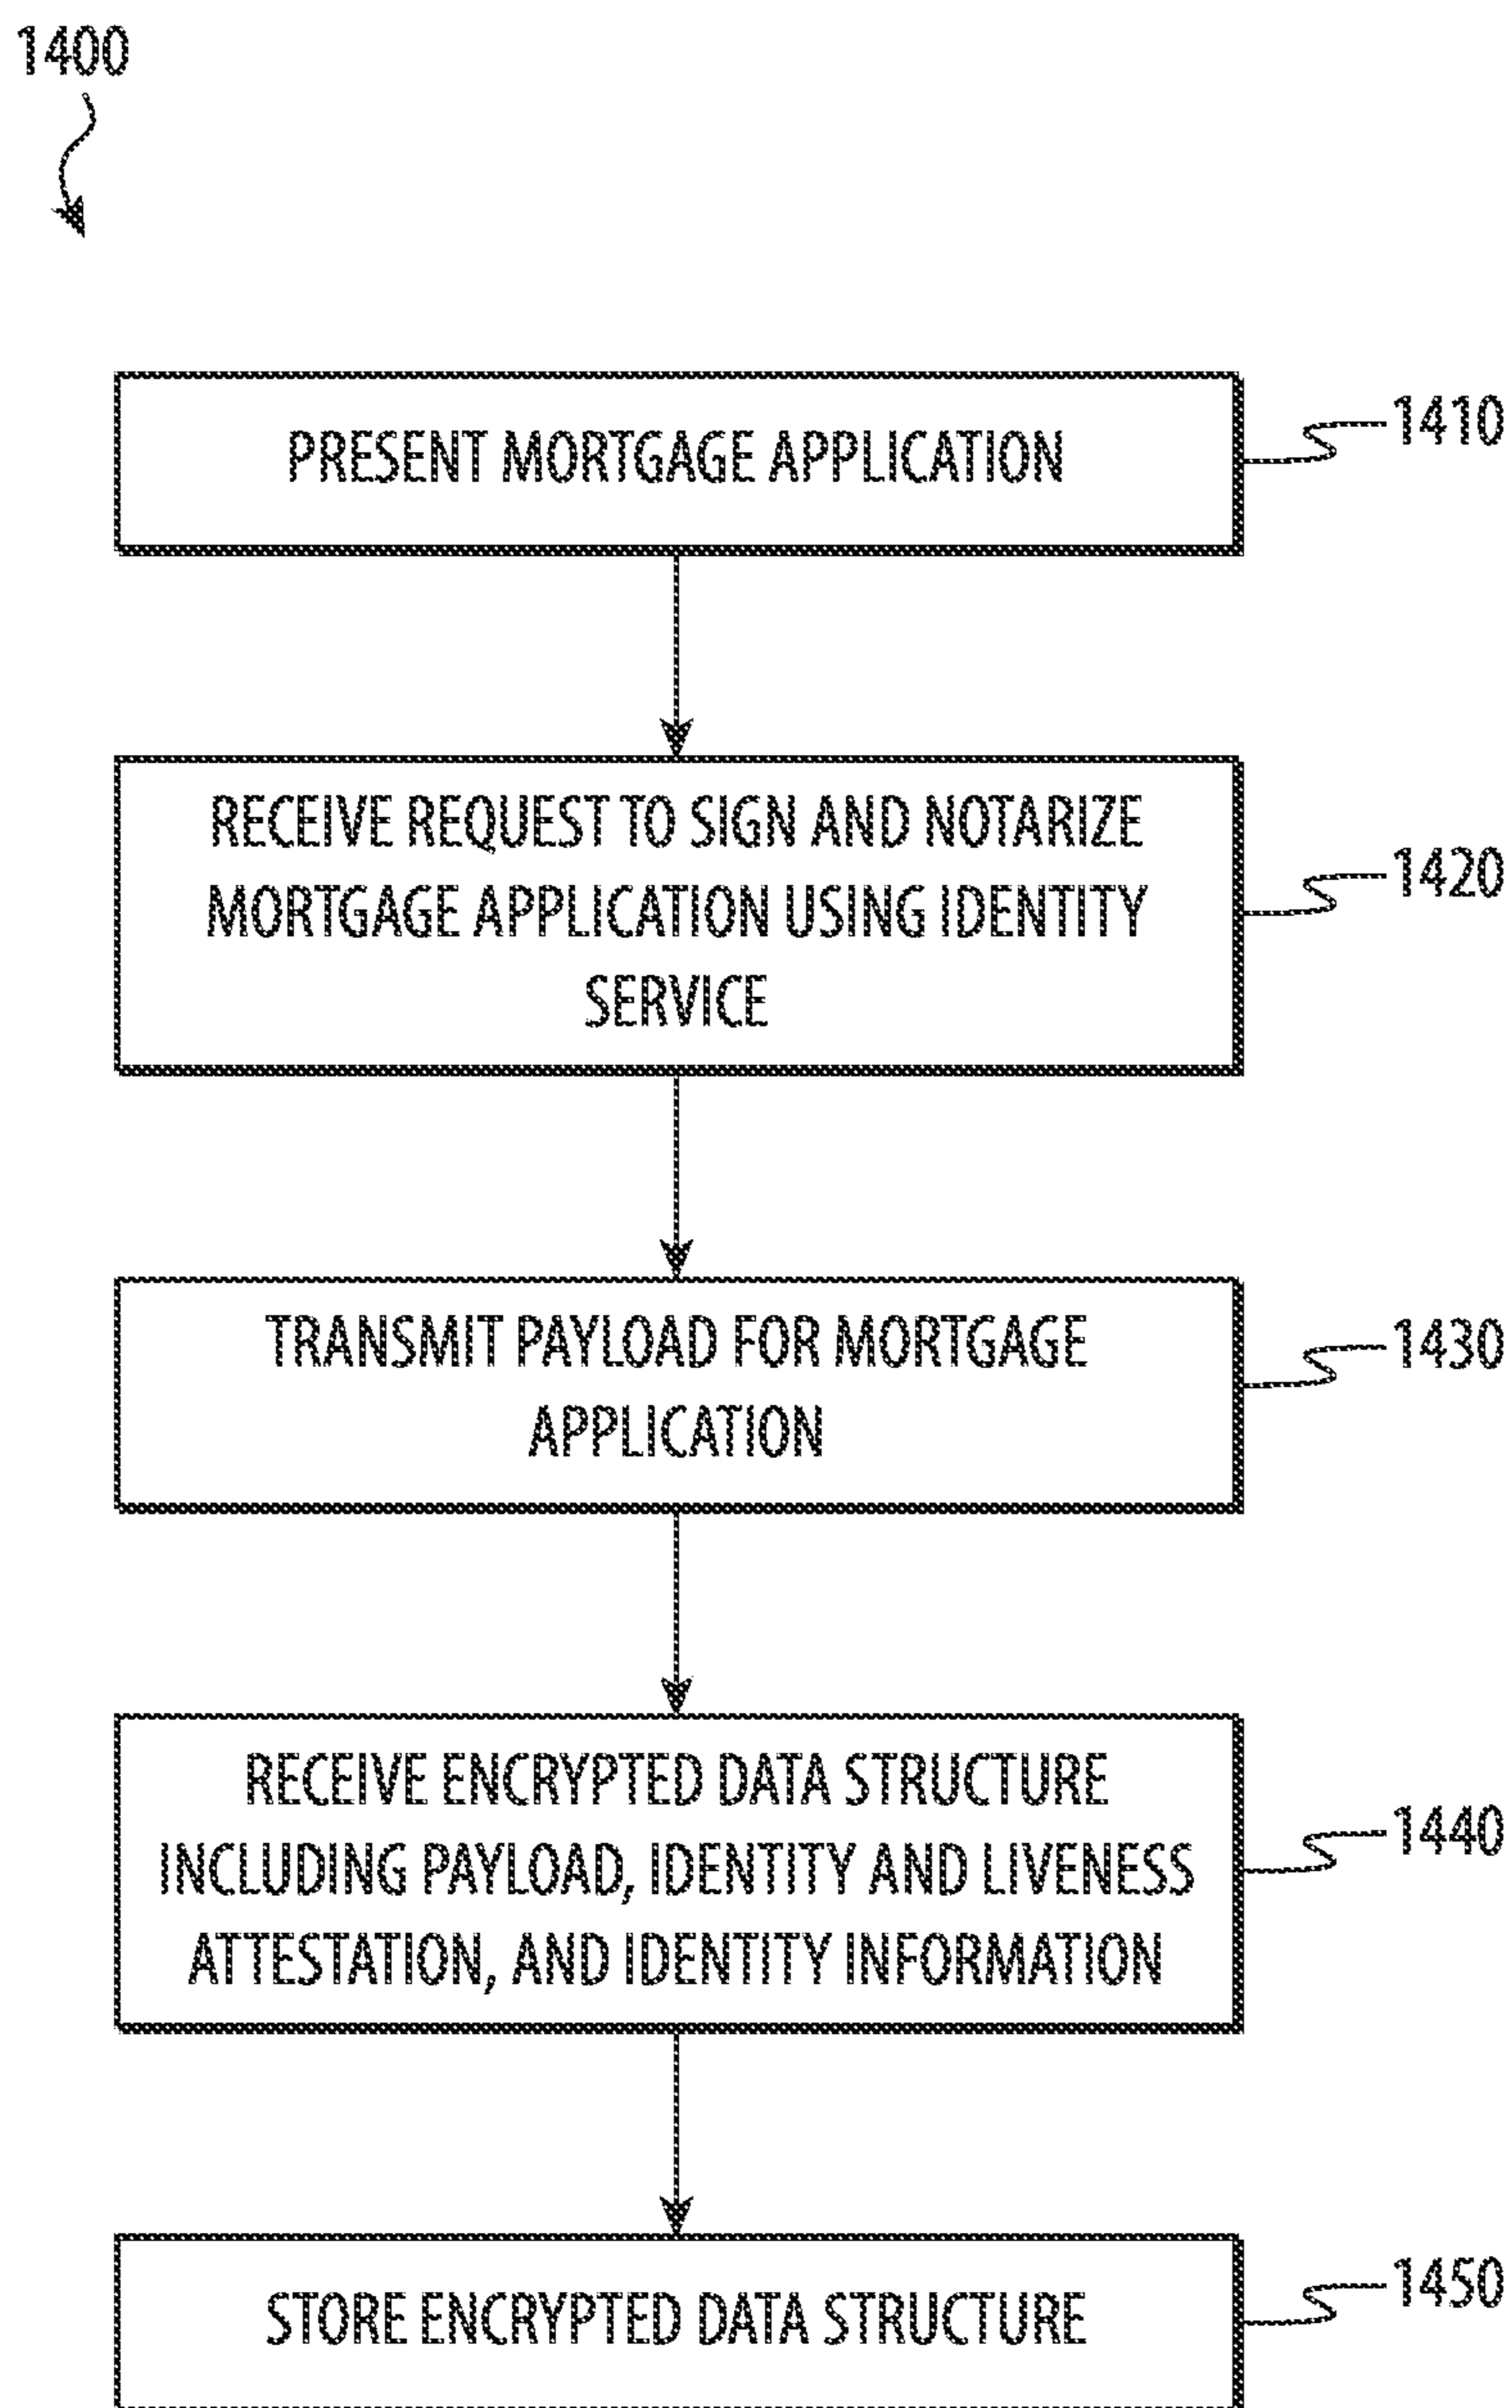 1400
PRESENT MORTGAGE APPLICATION
1410
RECEIVE REQUEST TO SIGN AND NOTARIZE
MORTGAGE APPLICATION USING IDENTITY
SERVICE
1420
TRANSMIT PAYLOAD FOR MORTGAGE
APPLICATION
1430
RECEIVE ENCRYPTED DATA STRUCTURE
INCLUDING PAYLOAD, IDENTITY AND LIVENESS
ATTESTATION, AND IDENTITY INFORMATION
1440
STORE ENCRYPTED DATA STRUCTURE
1450